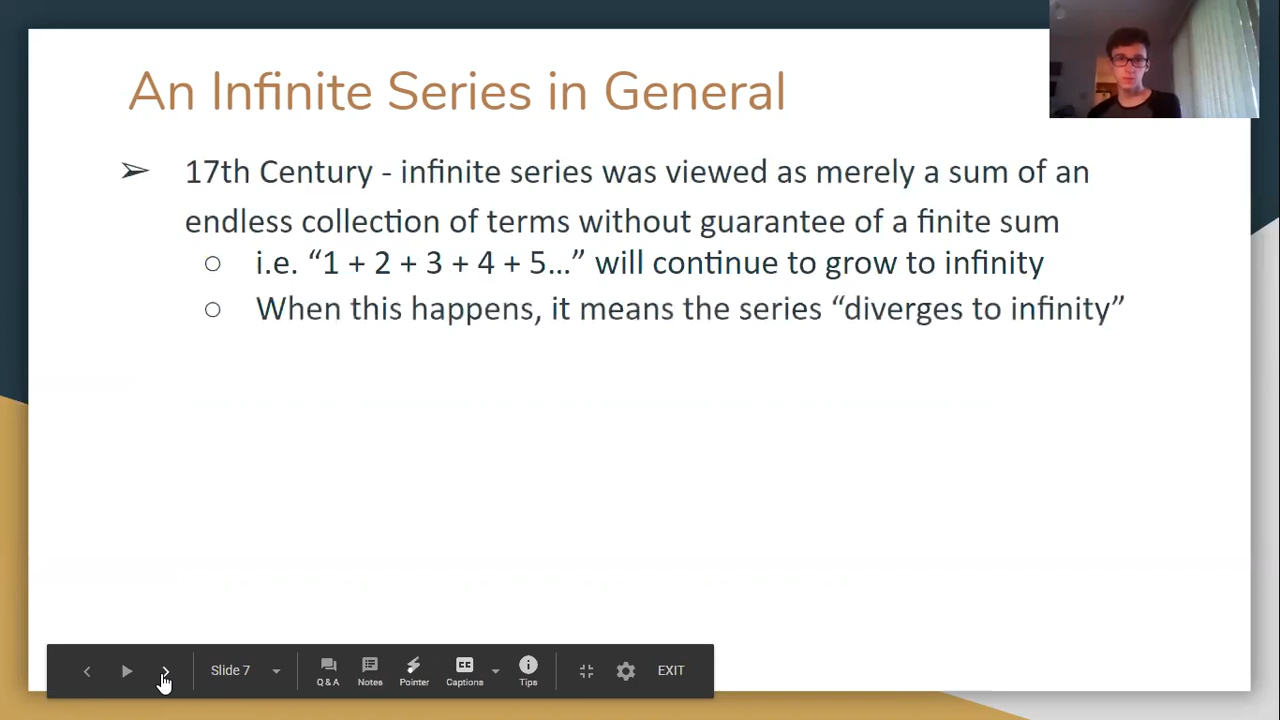 An Infinite Series in General
➢ 17th Century - infinite series was viewed as merely a sum of an
endless collection of terms without guarantee of a finite sum
○ i.e. “1 + 2 + 3 + 4 + 5...” will continue to grow to infinity
○ When this happens, it means the series “diverges to infinity”
Slide 7
Q & A
Notes
Pointer
CC
Captions
Tips
EXIT